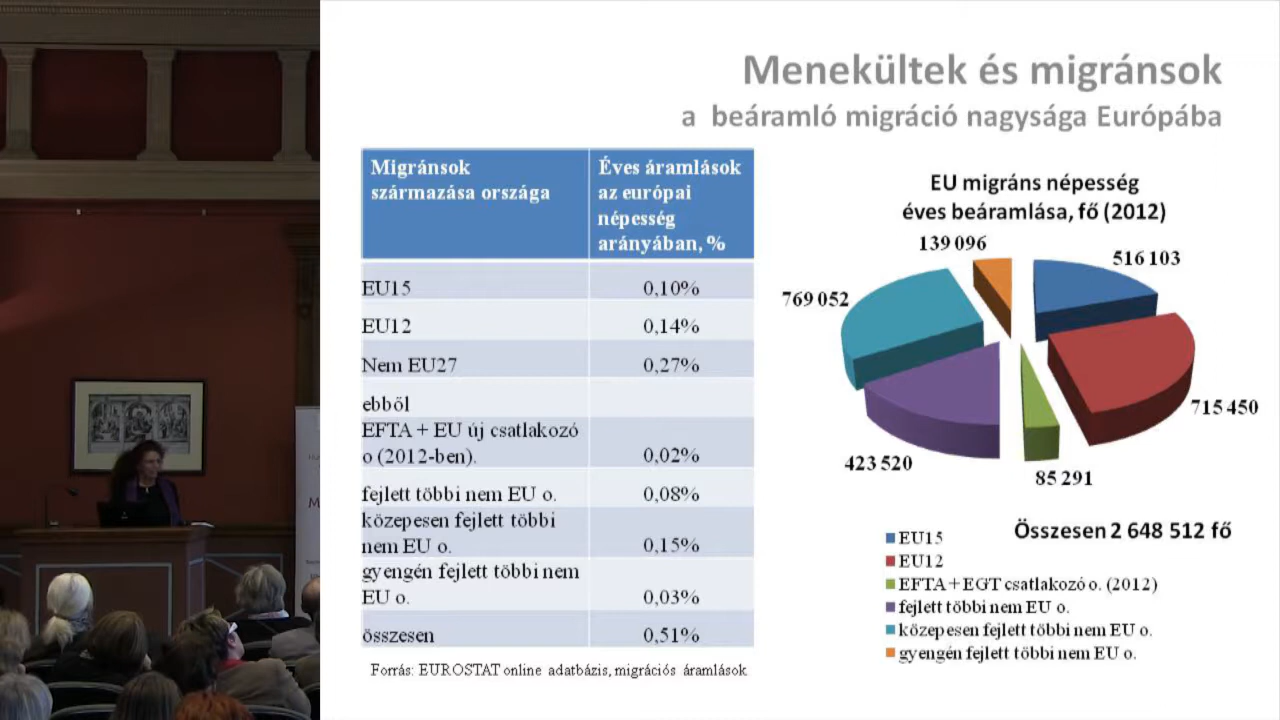 Menekültek és migránsok
a beáramló migráció nagysága Európába
Migránsok
származása országa
Éves áramlások
az európai
népesség
arányában, %
EU15 0,10%
EU12 0,14%
Nem EU27 0,27%
ebből
EFTA + EU új csatlakozó
o (2012-ben). 0,02%
fejlett többi nem EU o. 0,08%
közepesen fejlett többi
nem EU o. 0,15%
gyengén fejlett többi nem
EU o. 0,03%
összesen 0,51%
Forrás: EUROSTAT online adatbázis, migrációs áramlások
EU migráns népesség
éves beáramlása, fő (2012)
139 096
516 103
769 052
715 450
423 520
85 291
Összesen 2 648 512 fő
EU15
EU12
EFTA + EGT csatlakozó o. (2012)
fejlett többi nem EU o.
közepesen fejlett többi nem EU o.
gyengén fejlett többi nem EU o.